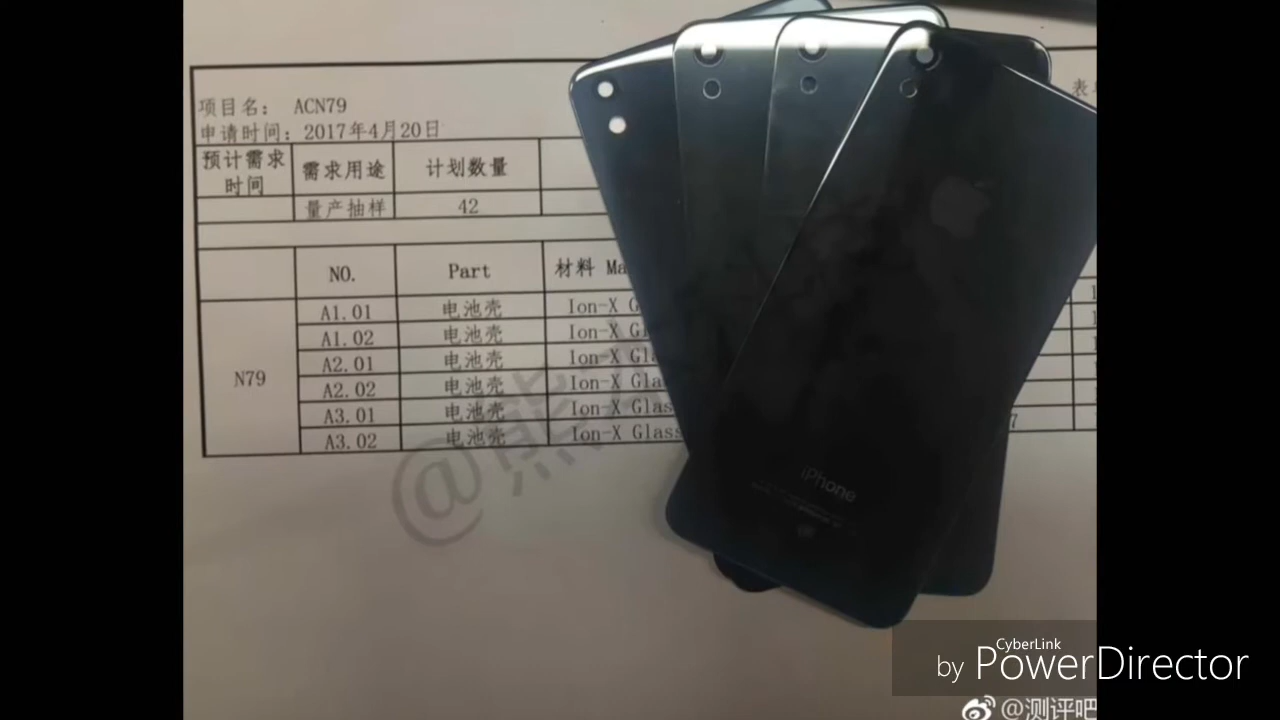 项目名： ACN79
表
申请时间：2017年4月20日
预计需求时间 需求用途 计划数量
量产抽样 42
NO. Part 材料
A1.01 电池壳 Ion-X
A1.02 电池壳 Ion-X
A2.01 电池壳 Ion-X
N79
A2.02 电池壳 Ion-X
A3.01 电池壳 Ion-X Glass
A3.02 电池壳 Ion-X Glass
@熊
iPhone
CyberLink
by PowerDirector
@测评吧